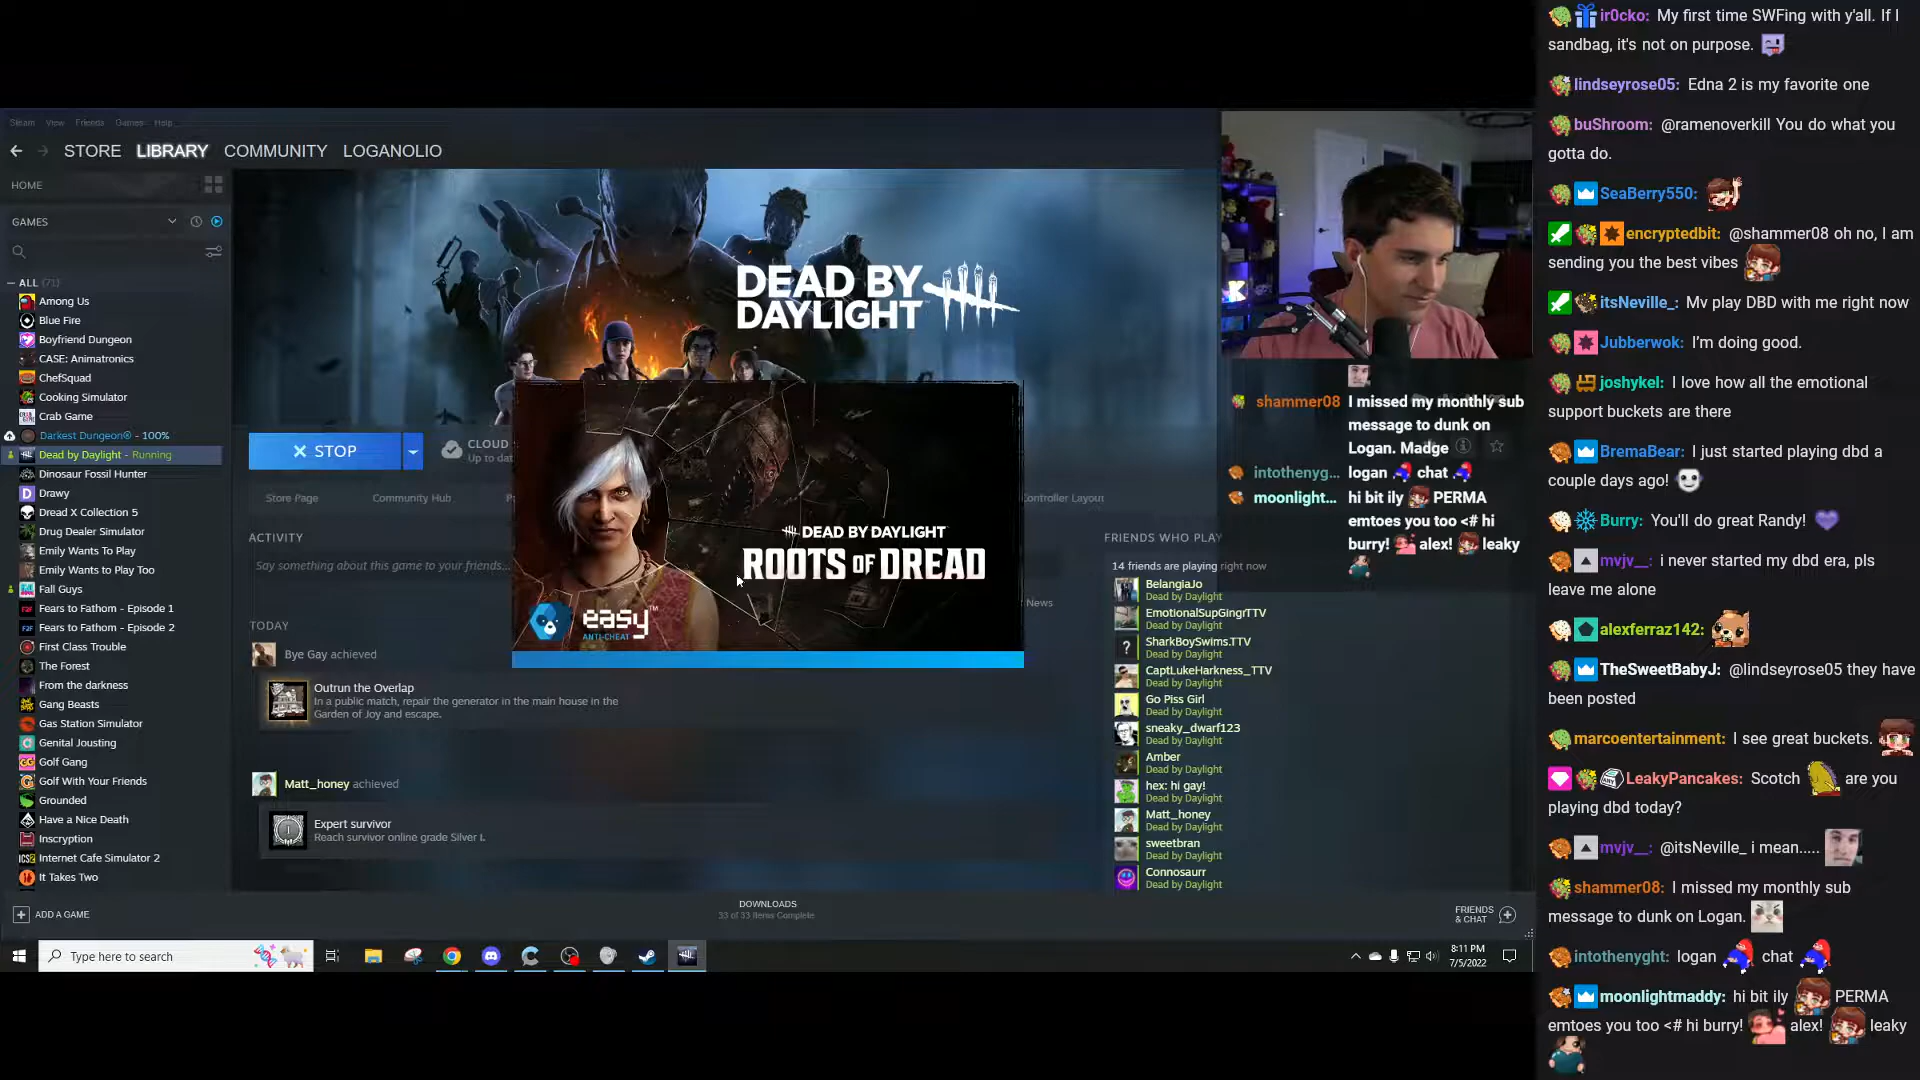 Steam View Friends Games Help
STORE LIBRARY COMMUNITY LOGANOLIO
HOME
GAMES
ALL (71)
Among Us
Blue Fire
Boyfriend Dungeon
CASE: Animatronics
ChefSquad
Cooking Simulator
Crab Game
Darkest Dungeon® - 100%
Dead by Daylight - Running
Dinosaur Fossil Hunter
Drawy
Dread X Collection 5
Drug Dealer Simulator
Emily Wants To Play
Emily Wants to Play Too
Fall Guys
Fears to Fathom - Episode 1
Fears to Fathom - Episode 2
First Class Trouble
The Forest
From the darkness
Gang Beasts
Gas Station Simulator
Genital Jousting
Golf Gang
Golf With Your Friends
Grounded
Have a Nice Death
Inscryption
Internet Cafe Simulator 2
It Takes Two
ADD A GAME
DEAD BY
DAYLIGHT
STOP
CLOUD
Up to dat
Store Page
Community Hub
Controller Layout
ACTIVITY
Say something about this game to your friends...
News
TODAY
Bye Gay achieved
Outrun the Overlap
In a public match, repair the generator in the main house in the
Garden of Joy and escape.
Matt_honey achieved
Expert survivor
Reach survivor online grade Silver I.
DEAD BY DAYLIGHT
ROOTS OF DREAD
easy™
ANTI-CHEAT
FRIENDS WHO PLAY
14 friends are playing right now
BelangiaJo
Dead by Daylight
EmotionalSupGingrTTV
Dead by Daylight
SharkBoySwims.TTV
Dead by Daylight
CaptLukeHarkness_TTV
Dead by Daylight
Go Piss Girl
Dead by Daylight
sneaky_dwarf123
Dead by Daylight
Amber
Dead by Daylight
hex: hi gay!
Dead by Daylight
Matt_honey
Dead by Daylight
sweetbran
Dead by Daylight
Connosaurr
Dead by Daylight
DOWNLOADS
33 of 33 Items Complete
FRIENDS
& CHAT
Type here to search
8:11 PM
7/5/2022
shammer08 I missed my monthly sub
message to dunk on
Logan. Madge
intothenyg... logan chat
moonlight... hi bit ily PERMA
emtoes you too <# hi
burry! alex! leaky
ir0cko: My first time SWFing with y'all. If I
sandbag, it's not on purpose.
lindseyrose05: Edna 2 is my favorite one
buShroom: @ramenoverkill You do what you
gotta do.
SeaBerry550:
encryptedbit: @shammer08 oh no, I am
sending you the best vibes
itsNeville_: Mv play DBD with me right now
Jubberwok: I'm doing good.
joshykel: I love how all the emotional
support buckets are there
BremaBear: I just started playing dbd a
couple days ago!
Burry: You'll do great Randy!
mvjv__: i never started my dbd era, pls
leave me alone
alexferraz142:
TheSweetBabyJ: @lindseyrose05 they have
been posted
marcoentertainment: I see great buckets.
LeakyPancakes: Scotch are you
playing dbd today?
mvjv__: @itsNeville_ i mean.....
shammer08: I missed my monthly sub
message to dunk on Logan.
intothenyght: logan chat
moonlightmaddy: hi bit ily PERMA
emtoes you too <# hi burry! alex! leaky